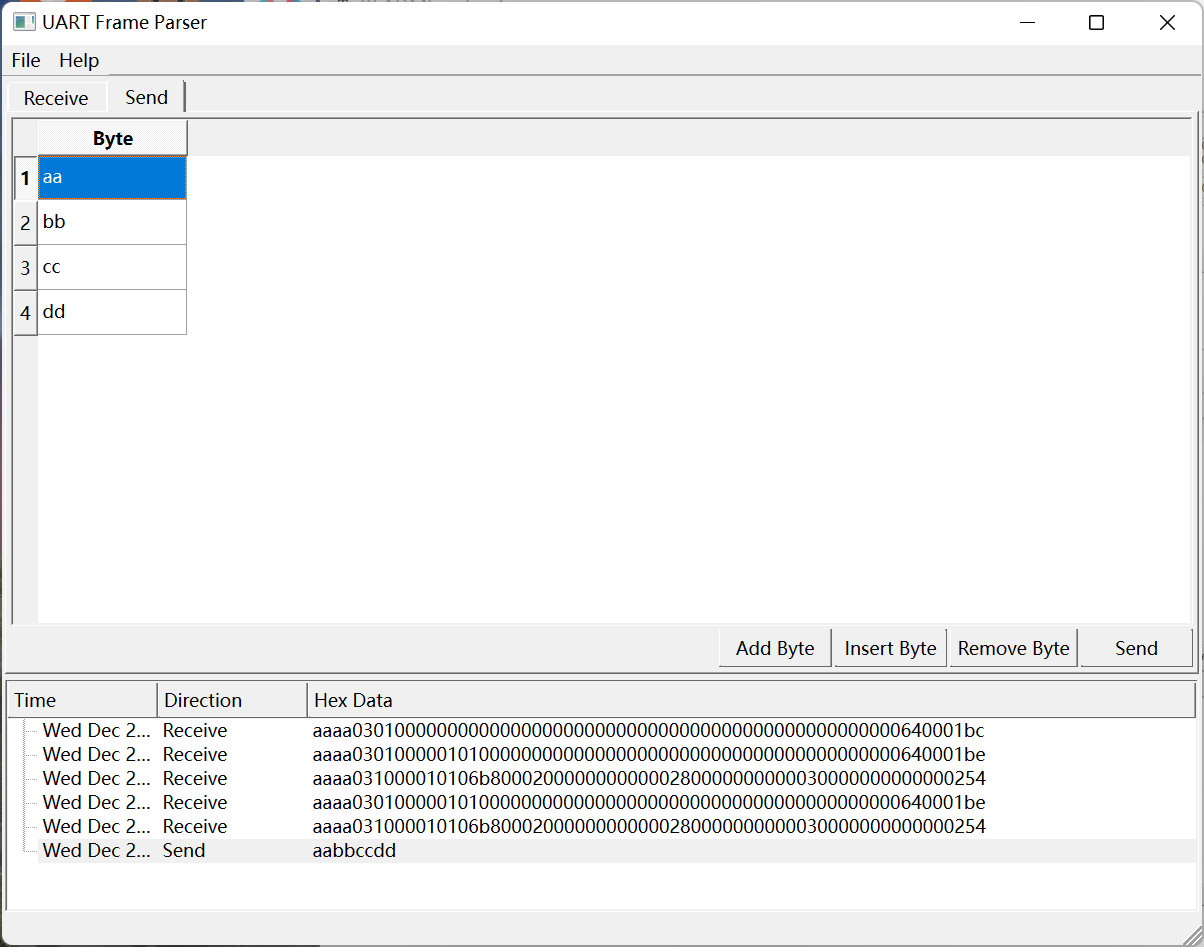 UART Frame Parser
File Help
Receive Send
Byte
1 aa
2 bb
3 cc
4 dd
Add Byte Insert Byte Remove Byte Send
Time Direction Hex Data
Wed Dec 2... Receive aaaa0301000000000000000000000000000000000000000000000000640001bc
Wed Dec 2... Receive aaaa0301000001010000000000000000000000000000000000000000640001be
Wed Dec 2... Receive aaaa031000010106b80002000000000000280000000000030000000000000254
Wed Dec 2... Receive aaaa0301000001010000000000000000000000000000000000000000640001be
Wed Dec 2... Receive aaaa031000010106b80002000000000000280000000000030000000000000254
Wed Dec 2... Send aabbccdd